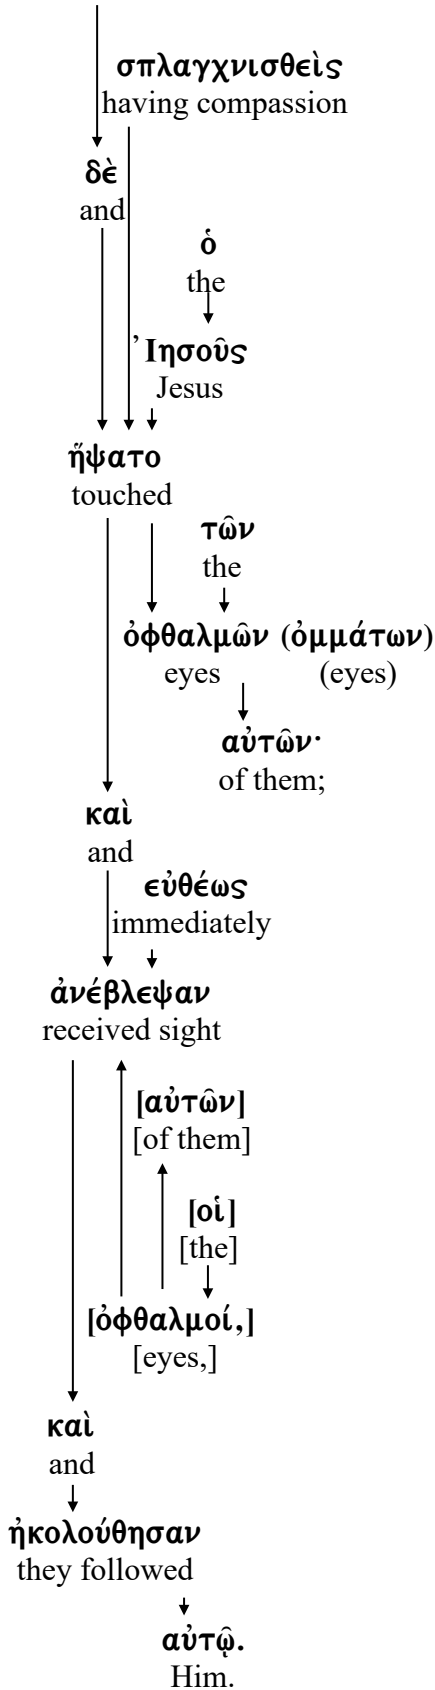 σπλαγχνισθεὶς
having compassion
δὲ
and
ὁ
the
Ἰησοῦς
Jesus
ἥψατο
touched
τῶν
the
ὀφθαλμῶν (ὀμμάτων)
eyes (eyes)
αὐτῶν·
of them;
καὶ
and
εὐθέως
immediately
ἀνέβλεψαν
received sight
[αὐτῶν]
[of them]
[οἱ]
[the]
[ὀφθαλμοί,]
[eyes,]
καὶ
and
ἠκολούθησαν
they followed
αὐτῷ.
Him.